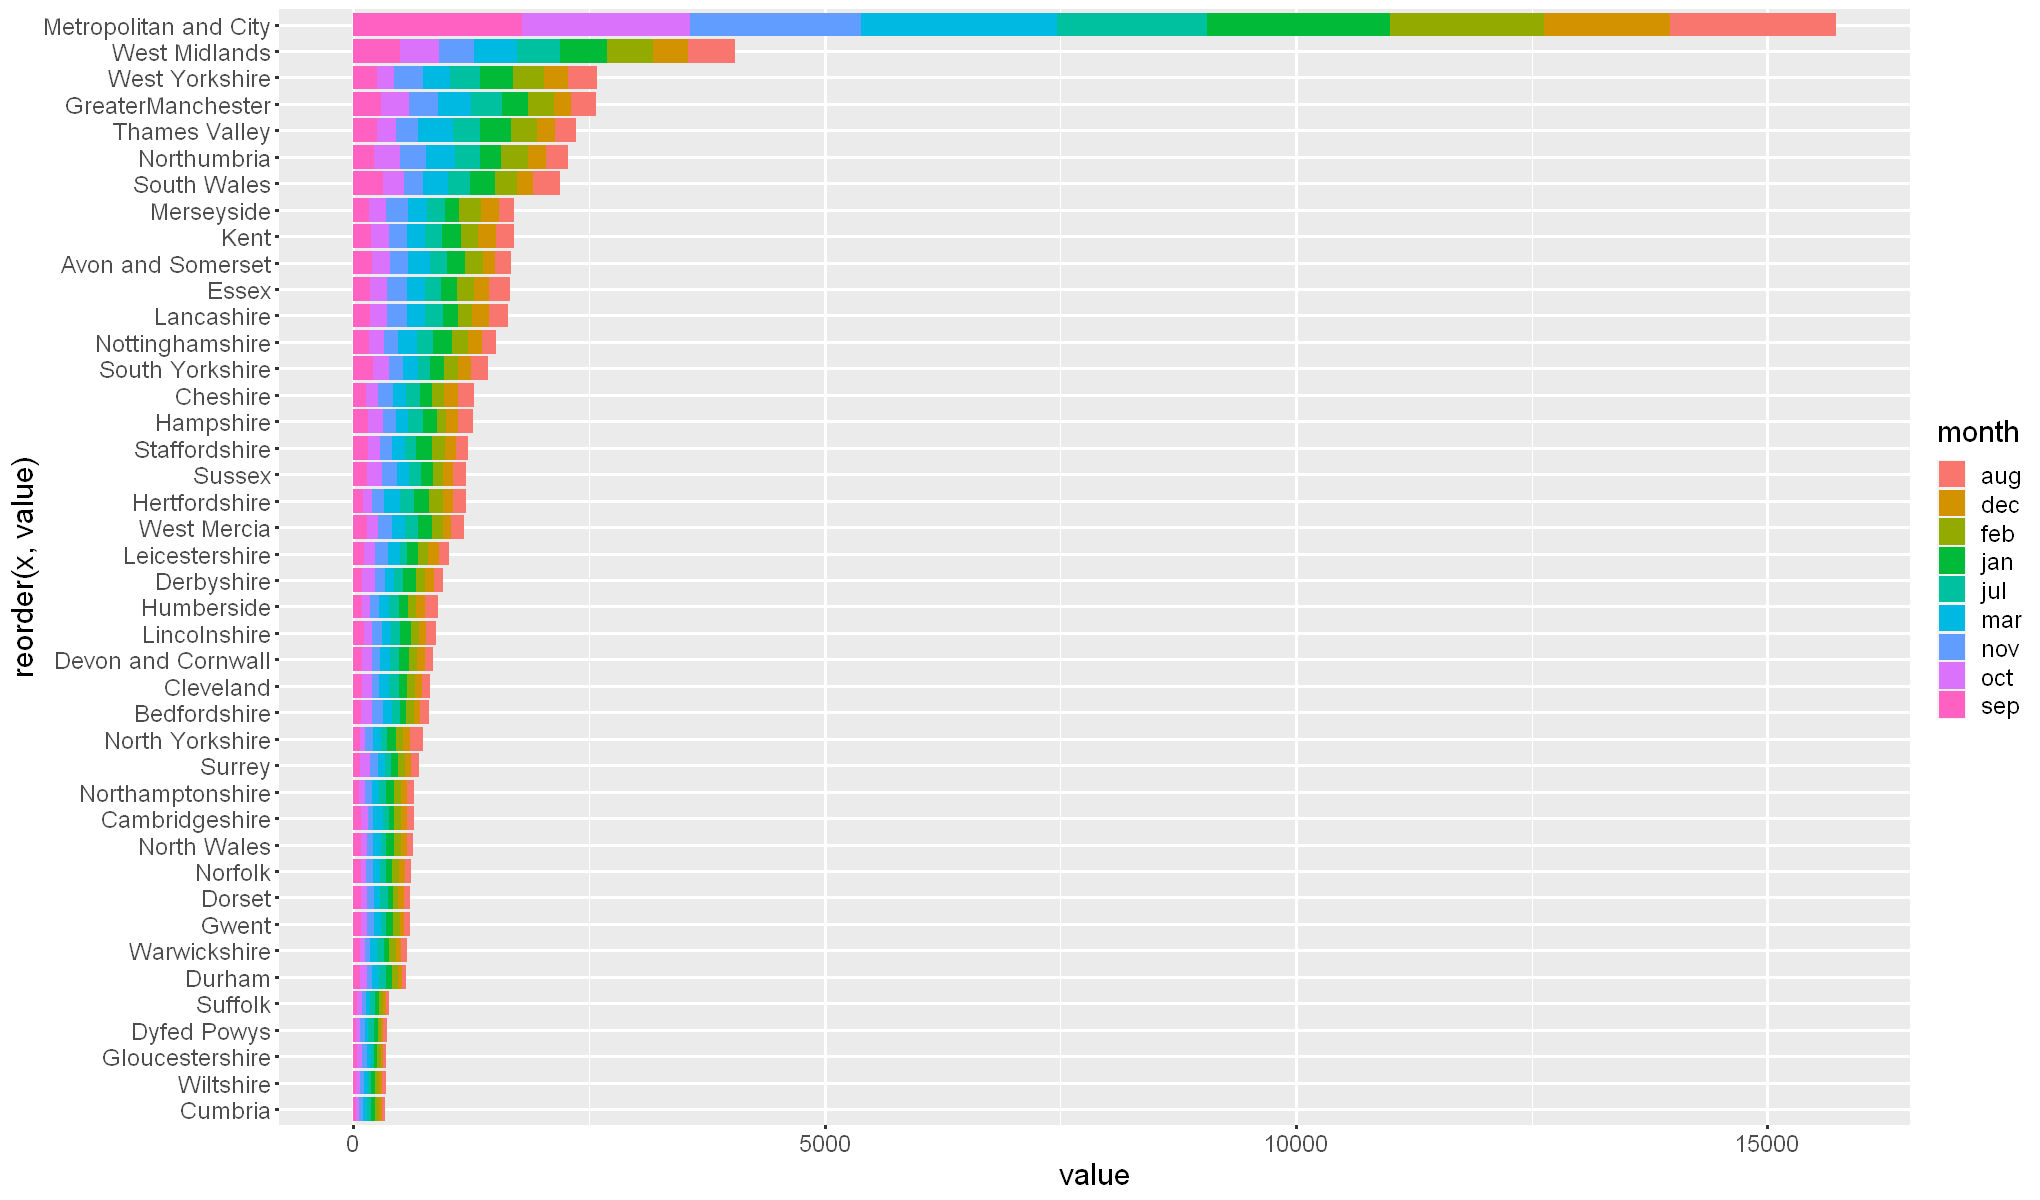 Metropolitan and City
West Midlands
West Yorkshire
GreaterManchester
Thames Valley
Northumbria
South Wales
Merseyside
Kent
Avon and Somerset
Essex
Lancashire
Nottinghamshire
South Yorkshire
Cheshire
Hampshire
Staffordshire
Sussex
Hertfordshire
West Mercia
Leicestershire
Derbyshire
Humberside
Lincolnshire
Devon and Cornwall
Cleveland
Bedfordshire
North Yorkshire
Surrey
Northamptonshire
Cambridgeshire
North Wales
Norfolk
Dorset
Gwent
Warwickshire
Durham
Suffolk
Dyfed Powys
Gloucestershire
Wiltshire
Cumbria
reorder(x, value)
0
5000
10000
15000
value
month
aug
dec
feb
jan
jul
mar
nov
oct
sep